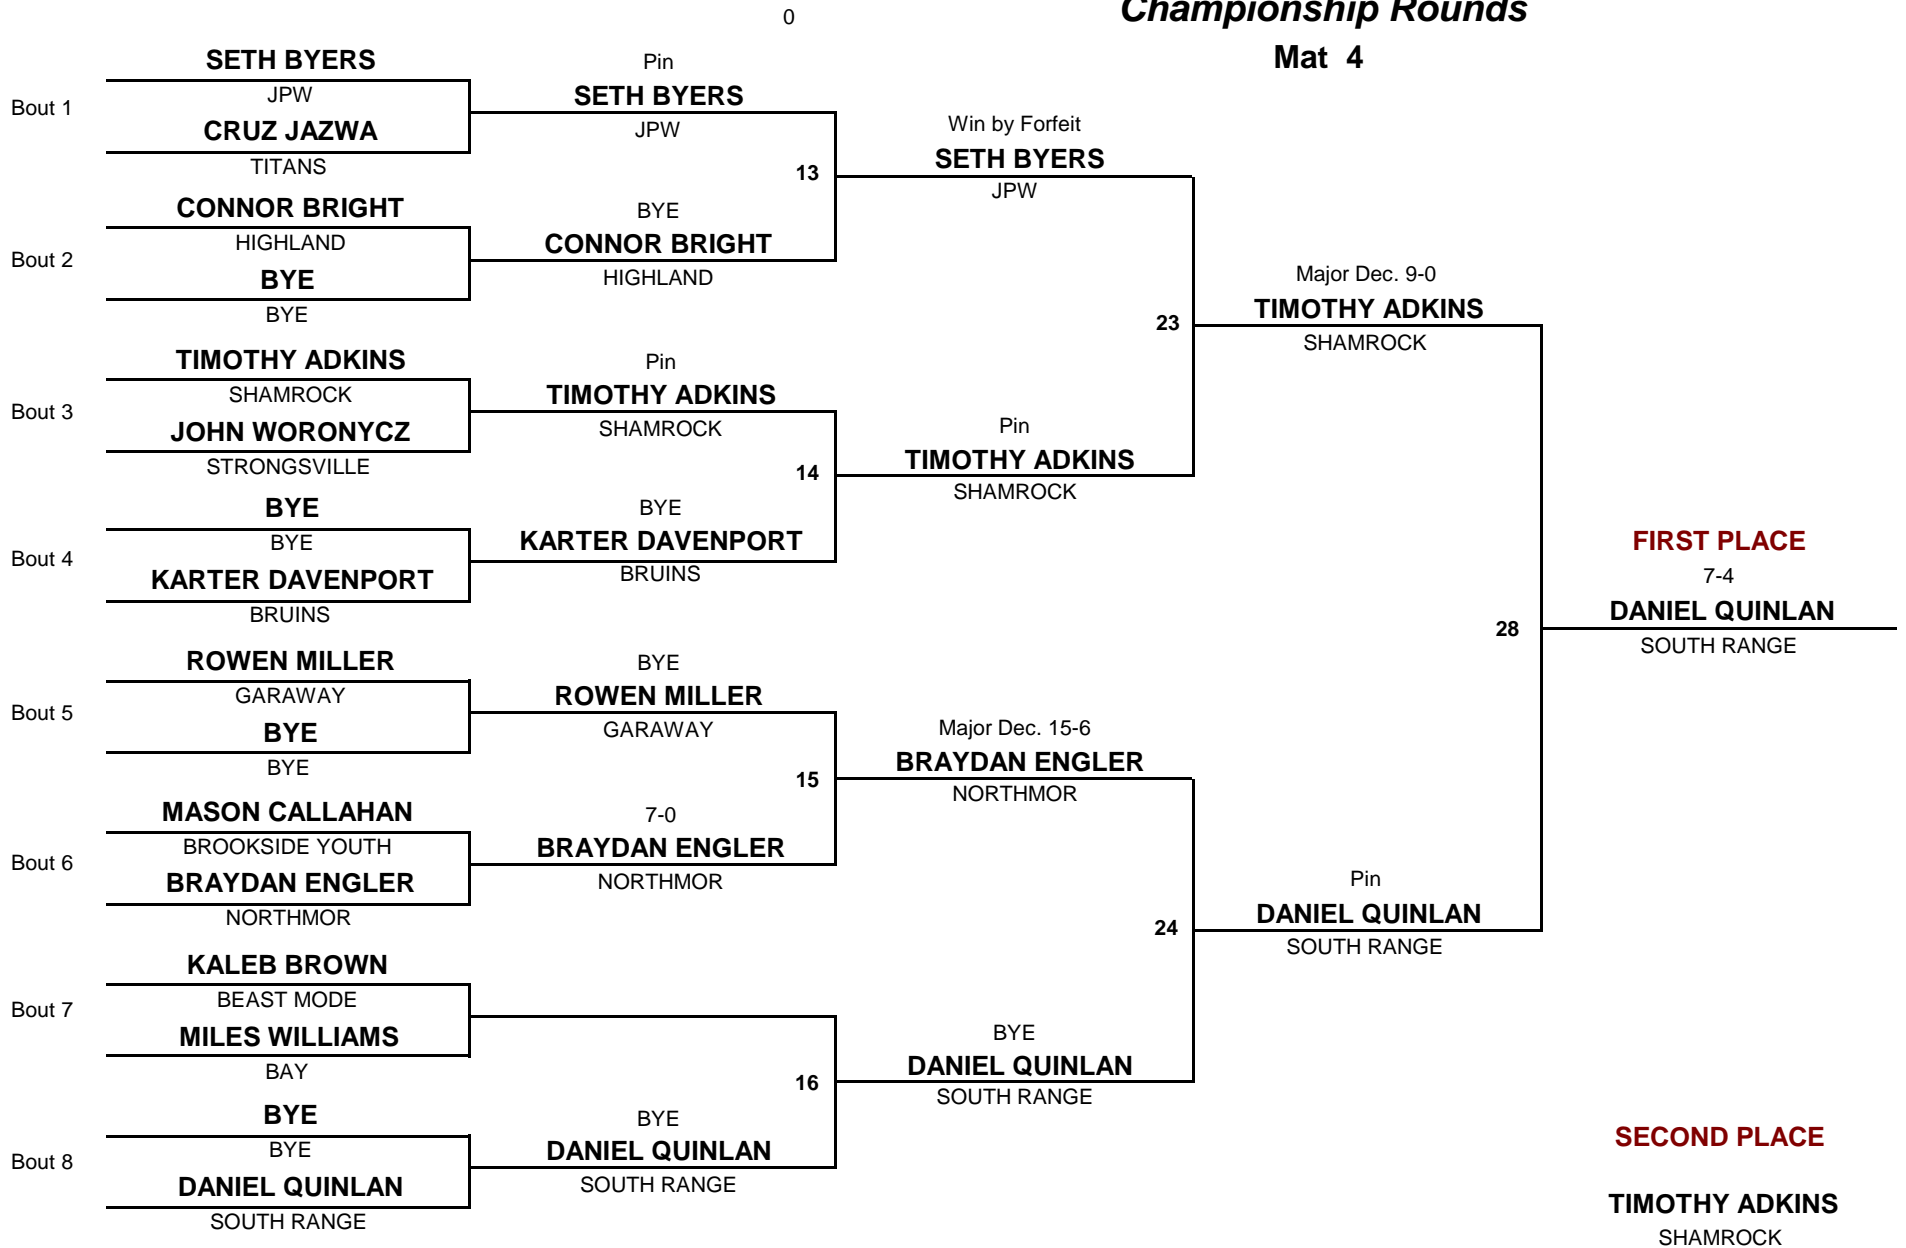 0
Championship Rounds
Mat 4
SETH BYERS
JPW
Bout 1
CRUZ JAZWA
TITANS
CONNOR BRIGHT
HIGHLAND
Bout 2
BYE
BYE
TIMOTHY ADKINS
SHAMROCK
Bout 3
JOHN WORONYCZ
STRONGSVILLE
BYE
BYE
Bout 4
KARTER DAVENPORT
BRUINS
ROWEN MILLER
GARAWAY
Bout 5
BYE
BYE
MASON CALLAHAN
BROOKSIDE YOUTH
Bout 6
BRAYDAN ENGLER
NORTHMOR
KALEB BROWN
BEAST MODE
Bout 7
MILES WILLIAMS
BAY
BYE
BYE
Bout 8
DANIEL QUINLAN
SOUTH RANGE
Pin
SETH BYERS
JPW
13
BYE
CONNOR BRIGHT
HIGHLAND
Pin
TIMOTHY ADKINS
SHAMROCK
14
BYE
KARTER DAVENPORT
BRUINS
BYE
ROWEN MILLER
GARAWAY
15
7-0
BRAYDAN ENGLER
NORTHMOR
16
BYE
DANIEL QUINLAN
SOUTH RANGE
Win by Forfeit
SETH BYERS
JPW
23
Pin
TIMOTHY ADKINS
SHAMROCK
Major Dec. 15-6
BRAYDAN ENGLER
NORTHMOR
24
BYE
DANIEL QUINLAN
SOUTH RANGE
Major Dec. 9-0
TIMOTHY ADKINS
SHAMROCK
28
Pin
DANIEL QUINLAN
SOUTH RANGE
FIRST PLACE
7-4
DANIEL QUINLAN
SOUTH RANGE
SECOND PLACE
TIMOTHY ADKINS
SHAMROCK